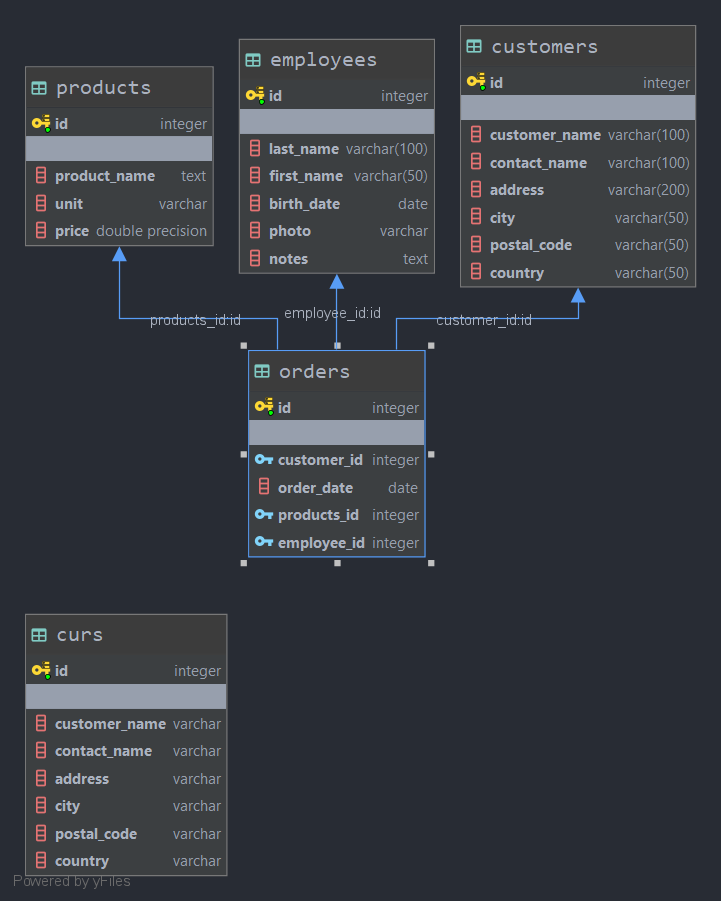 products
id integer
product_name text
unit varchar
price double precision
employees
id integer
last_name varchar(100)
first_name varchar(50)
birth_date date
photo varchar
notes text
customers
id integer
customer_name varchar(100)
contact_name varchar(100)
address varchar(200)
city varchar(50)
postal_code varchar(50)
country varchar(50)
products_id:id
employee_id:id
customer_id:id
orders
id integer
customer_id integer
order_date date
products_id integer
employee_id integer
curs
id integer
customer_name varchar
contact_name varchar
address varchar
city varchar
postal_code varchar
country varchar
Powered by yFiles